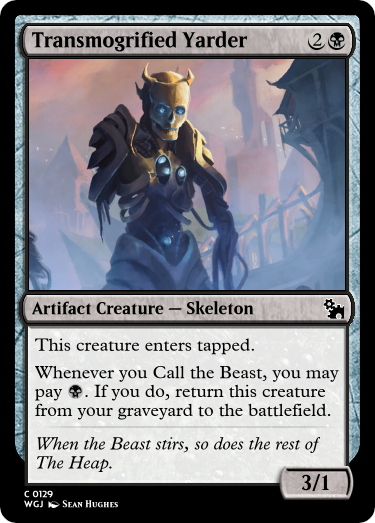 Transmogrified Yarder 2
Artifact Creature — Skeleton
This creature enters tapped.
Whenever you Call the Beast, you may
pay . If you do, return this creature
from your graveyard to the battlefield.
When the Beast stirs, so does the rest of
The Heap.
3/1
C 0129
WGJ SEAN HUGHES